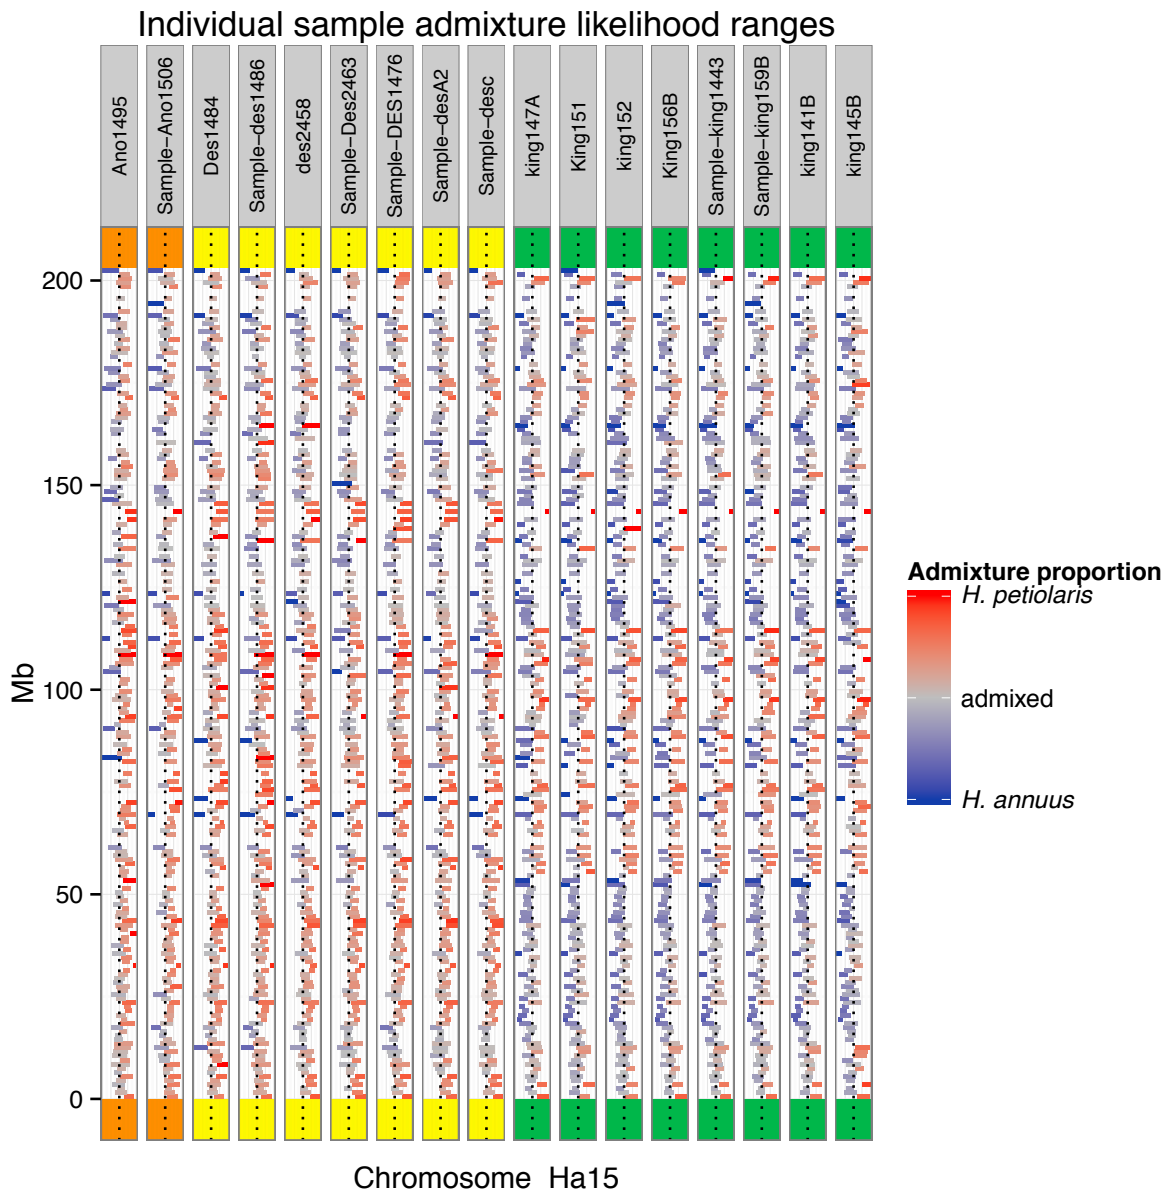 Individual sample admixture likelihood ranges
Ano1495
Sample−Ano1506
Des1484
Sample−des1486
des2458
Sample−Des2463
Sample−DES1476
Sample−desA2
Sample−desc
king147A
King151
king152
King156B
Sample−king1443
Sample−king159B
king141B
king145B
200
150
100
50
0
Mb
Chromosome Ha15
Admixture proportion
H. petiolaris
admixed
H. annuus